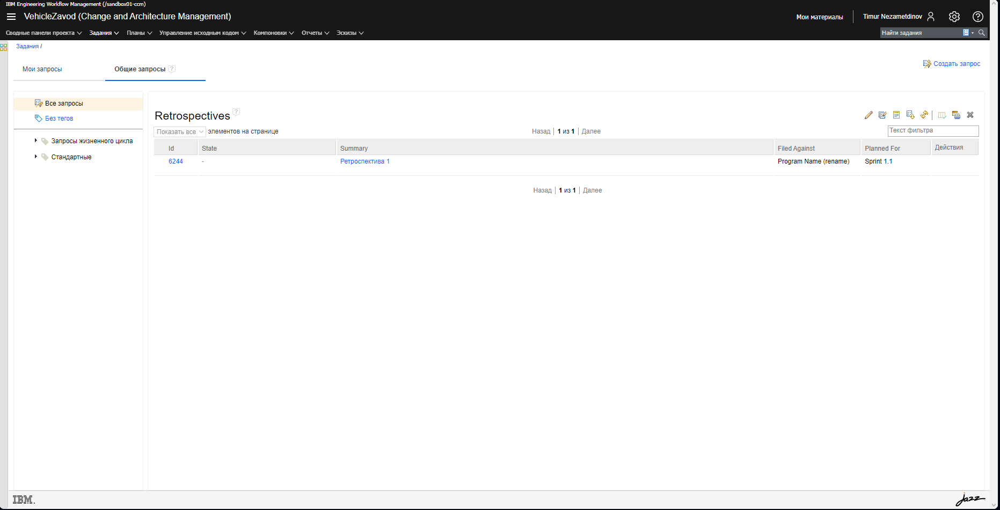 IBM Engineering Workflow Management (/sandbox01-ccm)
VehicleZavod (Change and Architecture Management)
Мои материалы
Timur Nezametdinov
Сводные панели проекта Задания Планы Управление исходным кодом Компоновки Отчеты Эскизы
Найти задания
Задания /
Мои запросы
Общие запросы ?
Создать запрос
Все запросы
Без тегов
Запросы жизненного цикла
Стандартные
Retrospectives ?
Показать все элементов на странице
Назад | 1 из 1 | Далее
Текст фильтра
Id State Summary Filed Against Planned For Действия
6244 - Ретроспектива 1 Program Name (rename) Sprint 1.1
Назад | 1 из 1 | Далее
IBM.
jazz